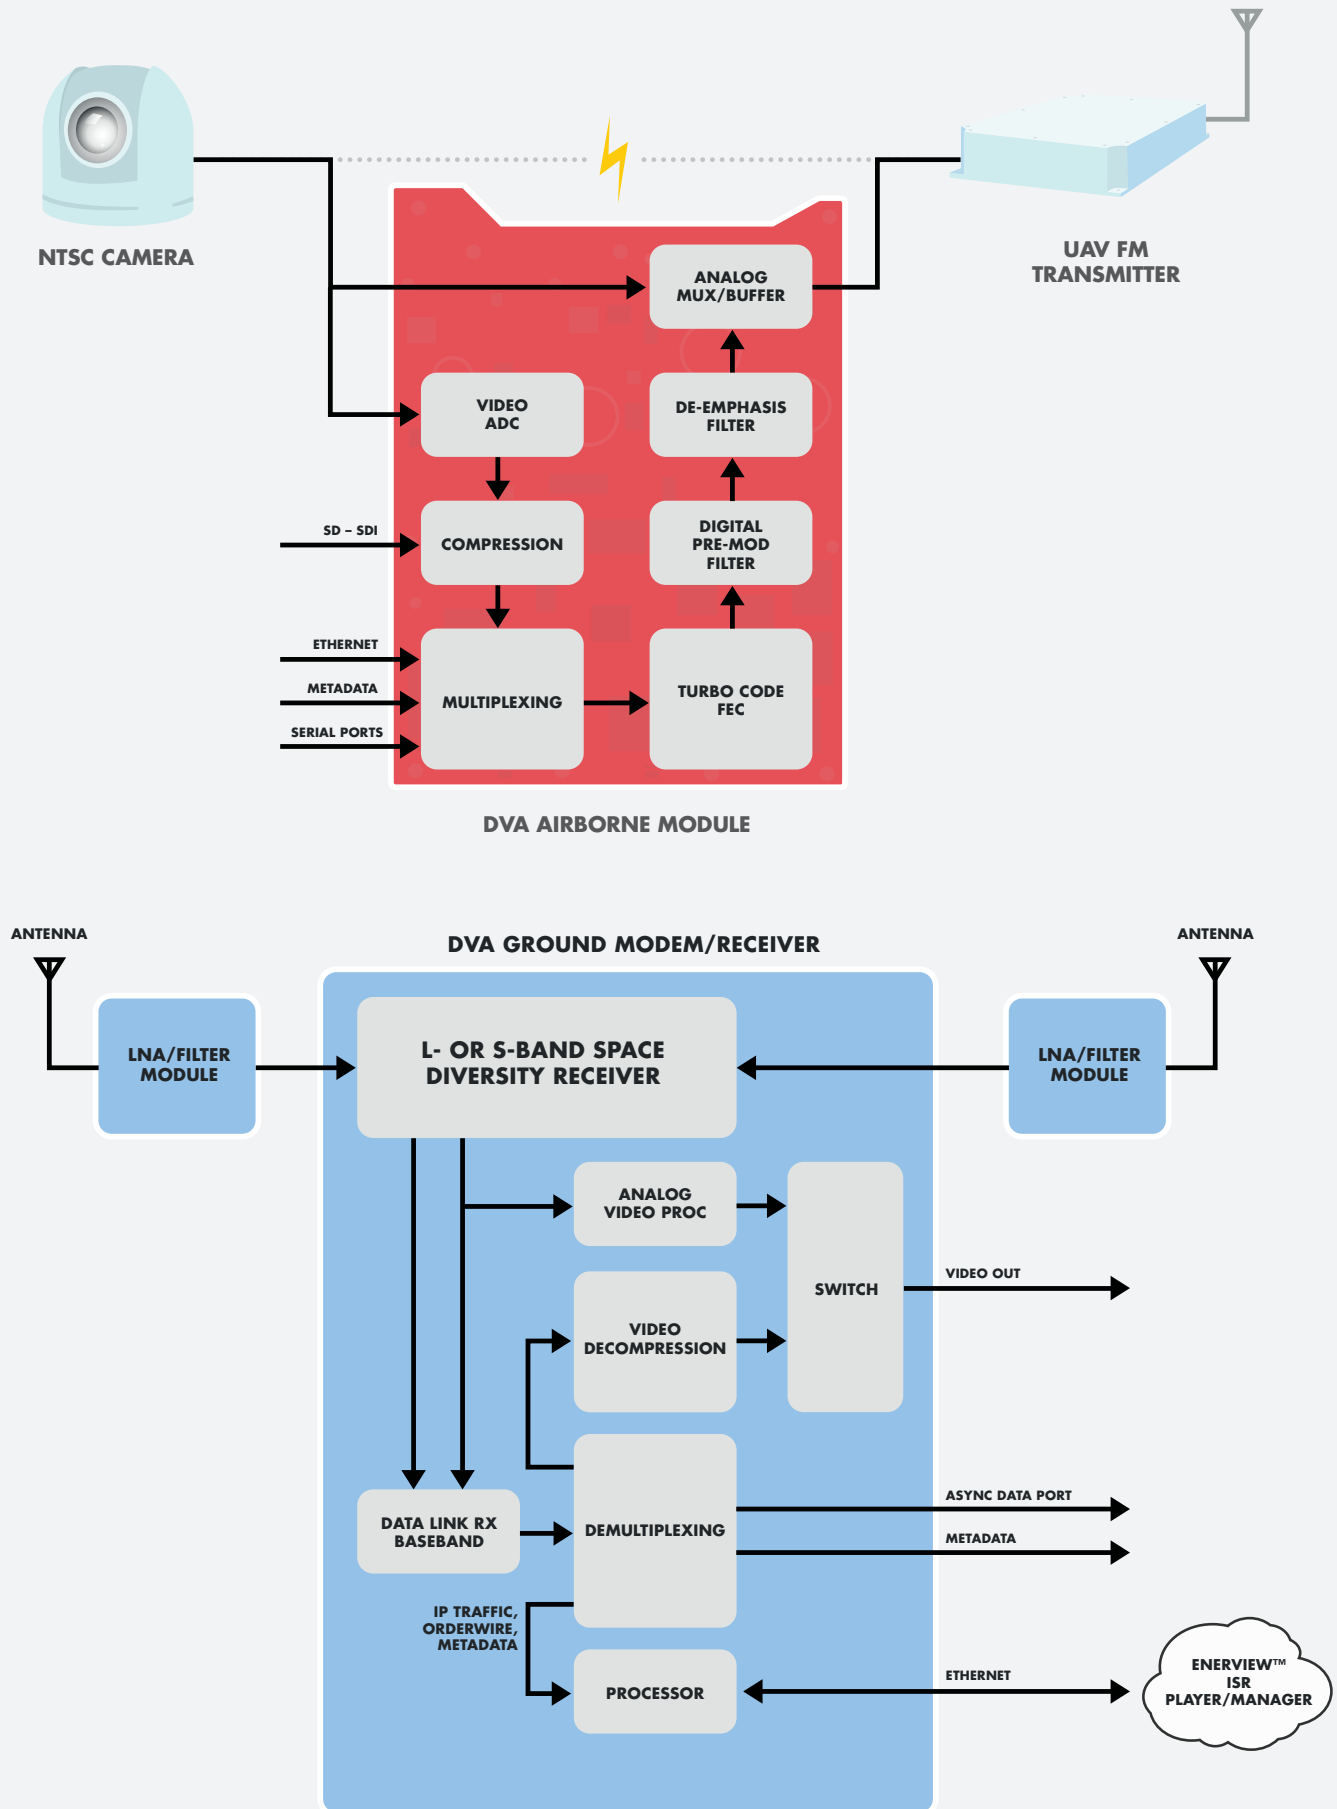 NTSC CAMERA
UAV FM
TRANSMITTER
ANALOG
MUX/BUFFER
VIDEO
ADC
DE-EMPHASIS
FILTER
SD – SDI
COMPRESSION
DIGITAL
PRE-MOD
FILTER
ETHERNET
METADATA
SERIAL PORTS
MULTIPLEXING
TURBO CODE
FEC
DVA AIRBORNE MODULE
ANTENNA
DVA GROUND MODEM/RECEIVER
ANTENNA
LNA/FILTER
MODULE
L- OR S-BAND SPACE
DIVERSITY RECEIVER
LNA/FILTER
MODULE
ANALOG
VIDEO PROC
SWITCH
VIDEO OUT
VIDEO
DECOMPRESSION
DATA LINK RX
BASEBAND
DEMULTIPLEXING
ASYNC DATA PORT
METADATA
IP TRAFFIC,
ORDERWIRE,
METADATA
PROCESSOR
ETHERNET
ENERVIEW™
ISR
PLAYER/MANAGER